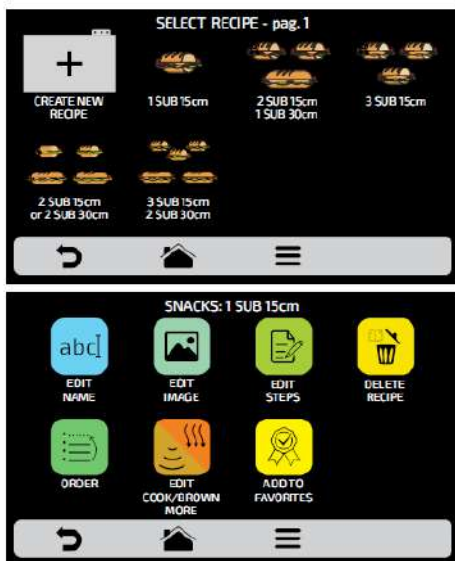 SELECT RECIPE - pag. 1
CREATE NEW
RECIPE
1 SUB 15cm
2 SUB 15cm
1 SUB 30cm
3 SUB 15cm
2 SUB 15cm
or 2 SUB 30cm
3 SUB 15cm
2 SUB 30cm
SNACKS: 1 SUB 15cm
abc
EDIT
NAME
EDIT
IMAGE
EDIT
STEPS
DELETE
RECIPE
ORDER
EDIT
COOK/BROWN
MORE
ADD TO
FAVORITES